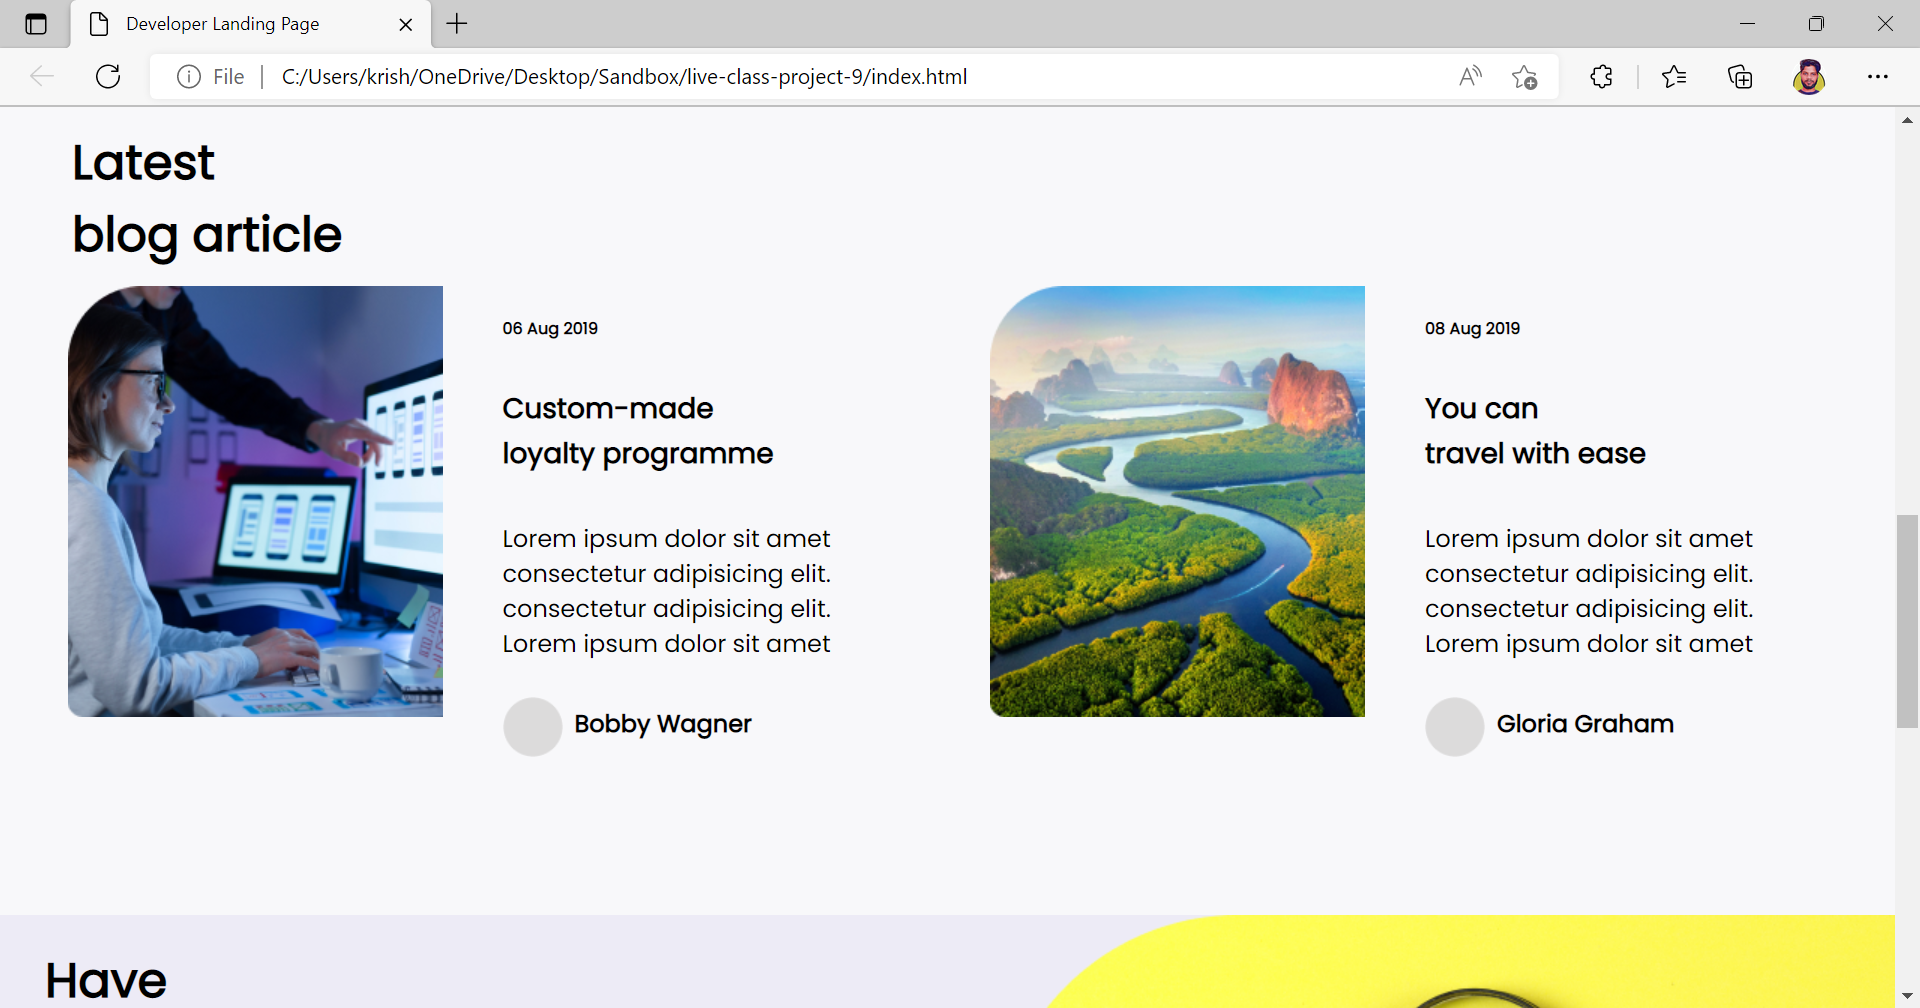 Developer Landing Page
File
C:/Users/krish/OneDrive/Desktop/Sandbox/live-class-project-9/index.html
Latest
blog article
06 Aug 2019
Custom-made
loyalty programme
Lorem ipsum dolor sit amet
consectetur adipisicing elit.
consectetur adipisicing elit.
Lorem ipsum dolor sit amet
Bobby Wagner
08 Aug 2019
You can
travel with ease
Lorem ipsum dolor sit amet
consectetur adipisicing elit.
consectetur adipisicing elit.
Lorem ipsum dolor sit amet
Gloria Graham
Have